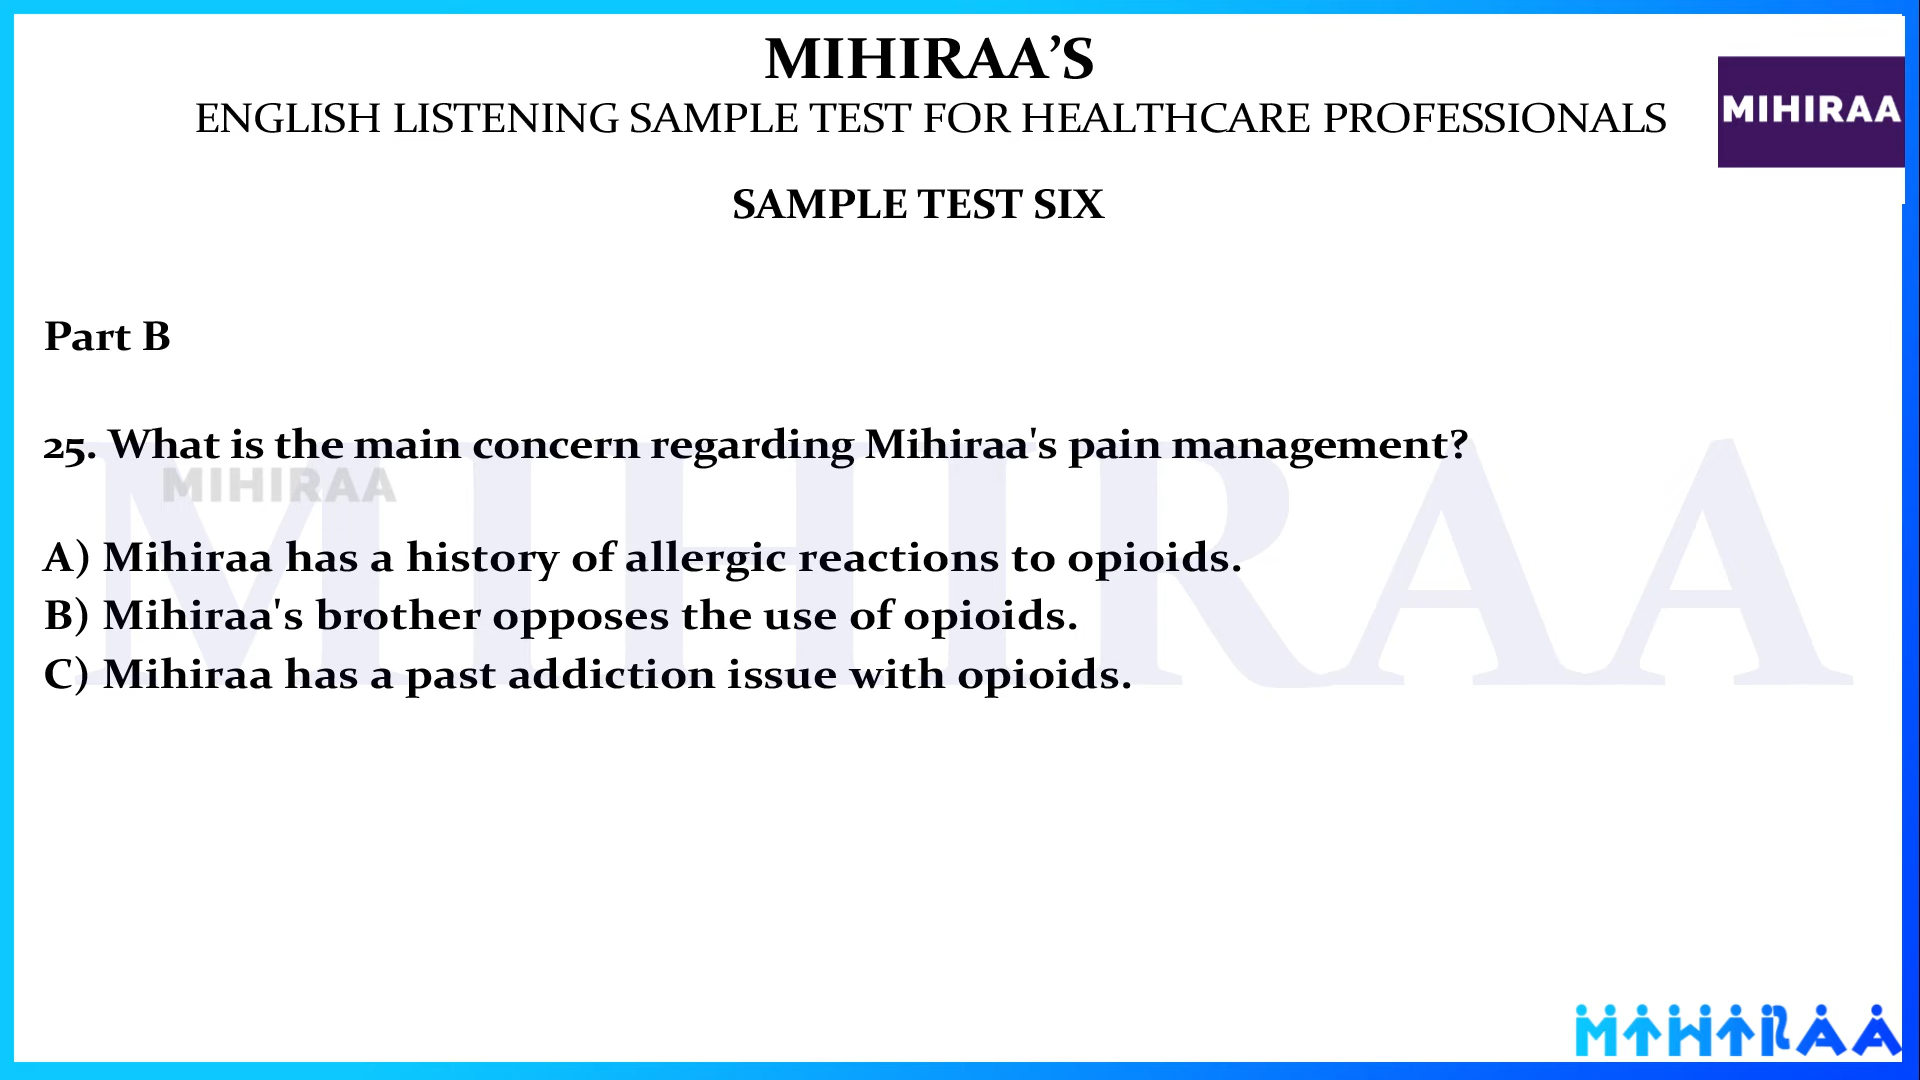 MIHIRAA’S
ENGLISH LISTENING SAMPLE TEST FOR HEALTHCARE PROFESSIONALS
MIHIRAA
SAMPLE TEST SIX
Part B
25. What is the main concern regarding Mihiraa's pain management?
MIHIRAA
MIHIRAA
A) Mihiraa has a history of allergic reactions to opioids.
B) Mihiraa's brother opposes the use of opioids.
C) Mihiraa has a past addiction issue with opioids.
MIHIRAA